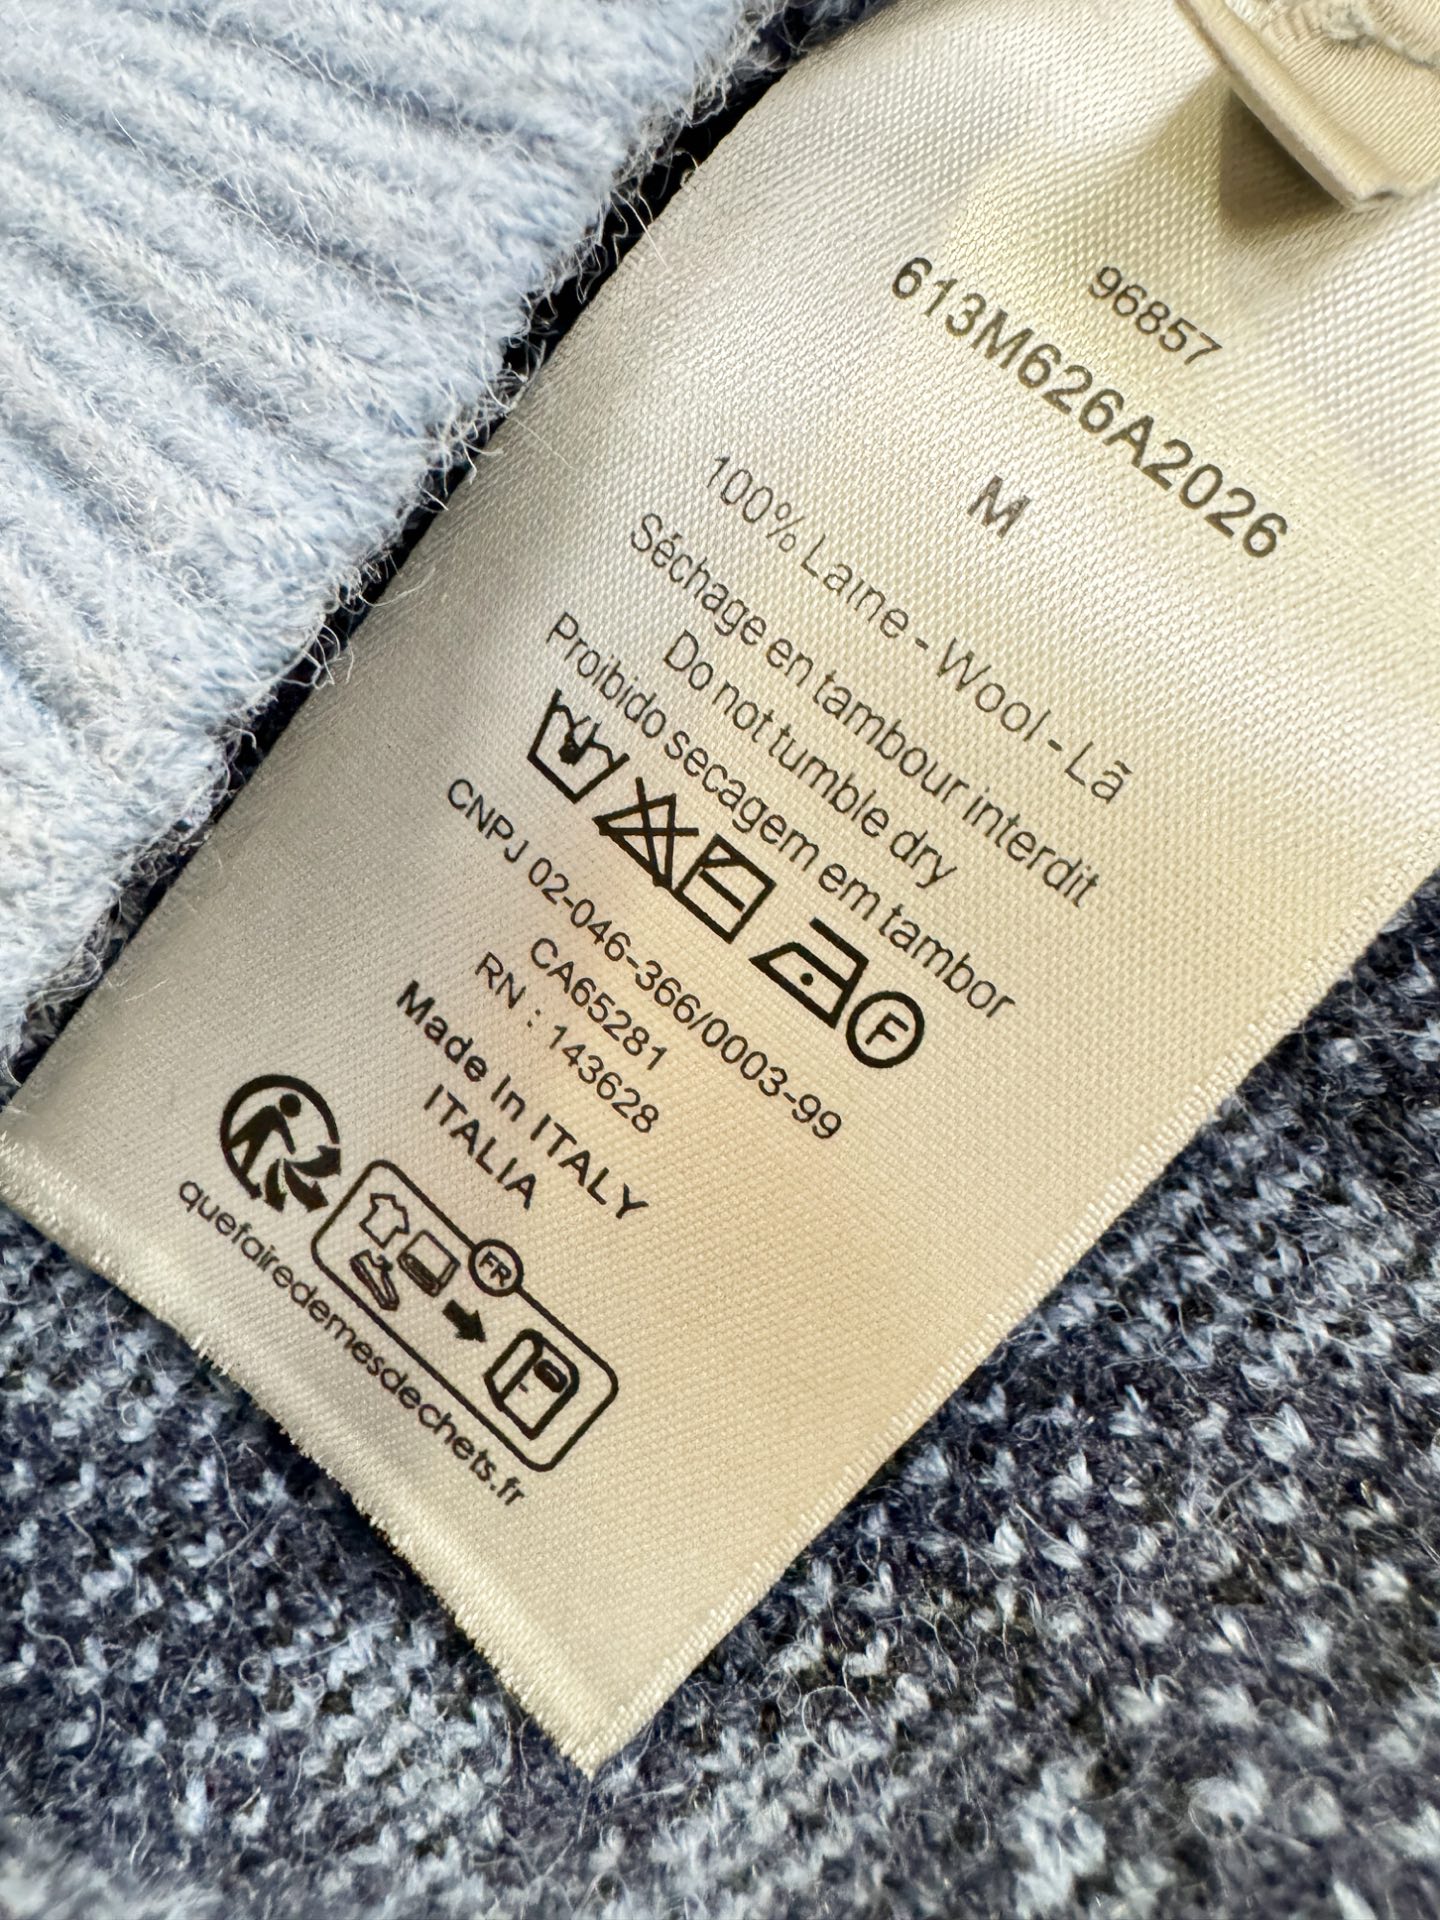 96857
613M626A2026
M
100% Laine - Wool - Lã
Séchage en tambour interdit
Do not tumble dry
Proibido secagem em tambor
F
CNPJ 02-046-366/0003-99
CA65281
RN : 143628
Made In ITALY
ITALIA
FR
quefairedemesdechets.fr